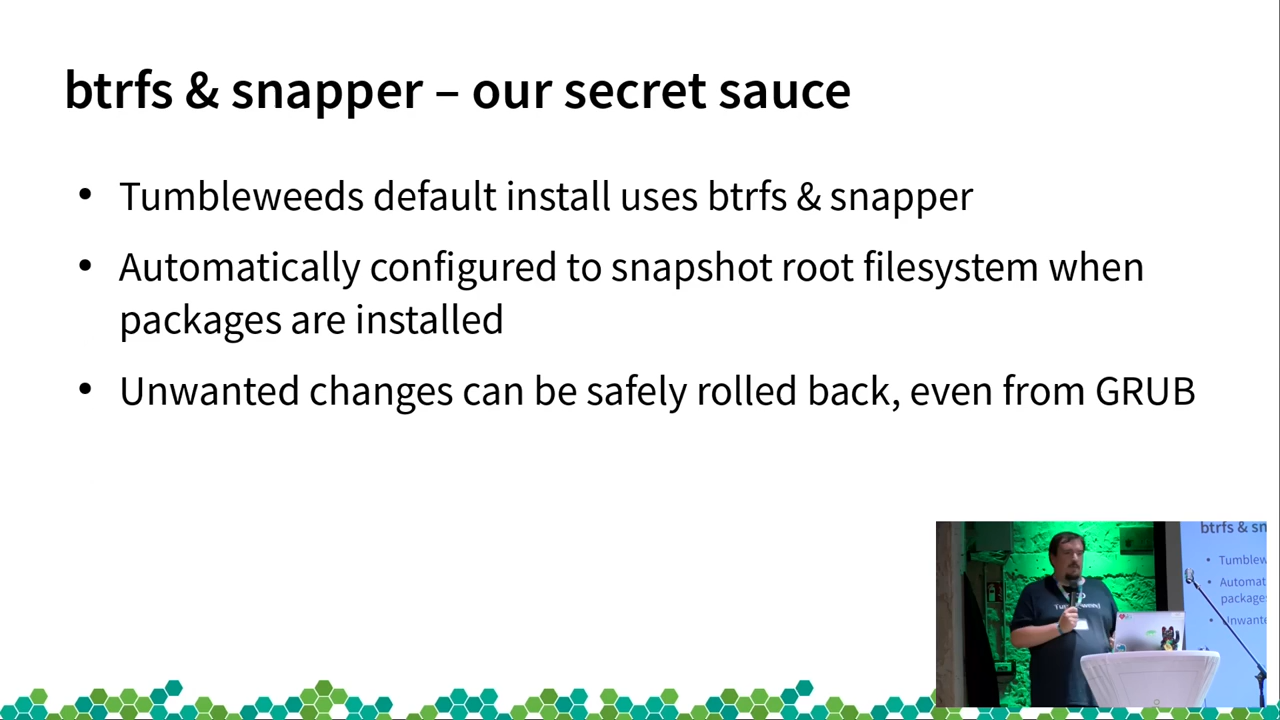 btrfs & snapper – our secret sauce
• Tumbleweeds default install uses btrfs & snapper
• Automatically configured to snapshot root filesystem when
packages are installed
• Unwanted changes can be safely rolled back, even from GRUB
btrfs & sn
• Tumblew
• Automat
package
• Unwante